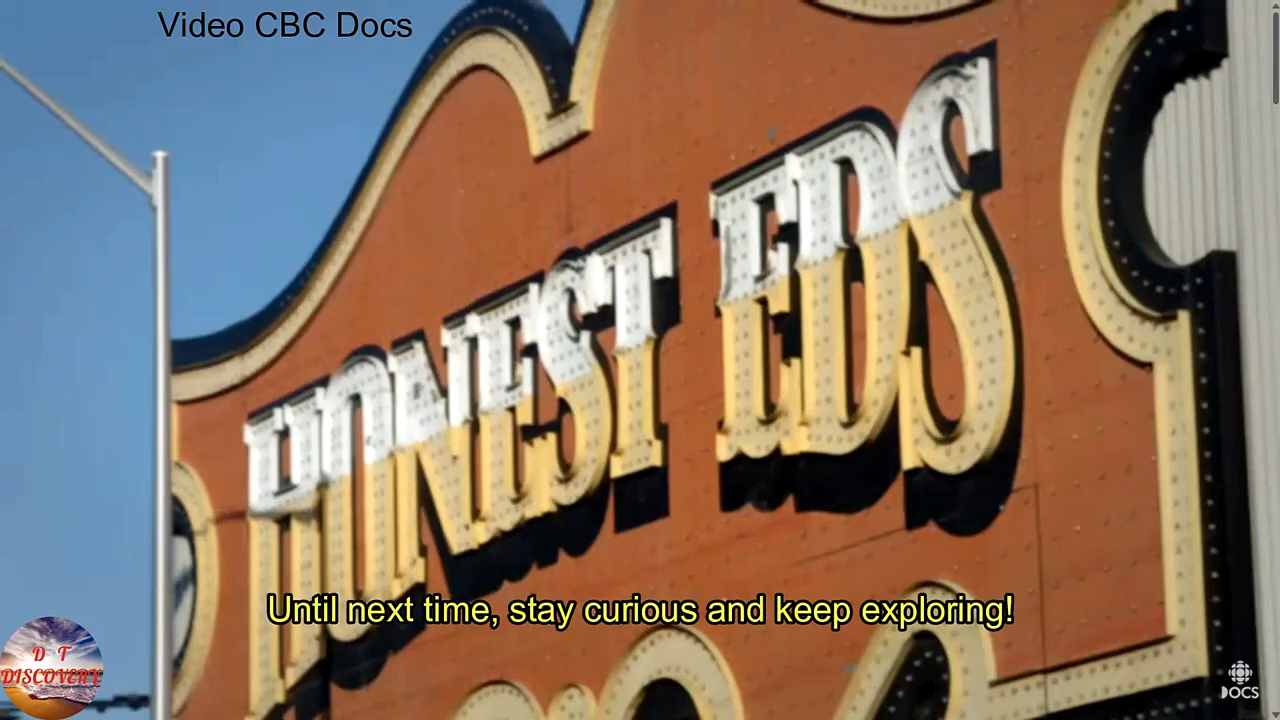 Video CBC Docs
HONEST EDS
Until next time, stay curious and keep exploring!
D T
DISCOVERY
DOCS